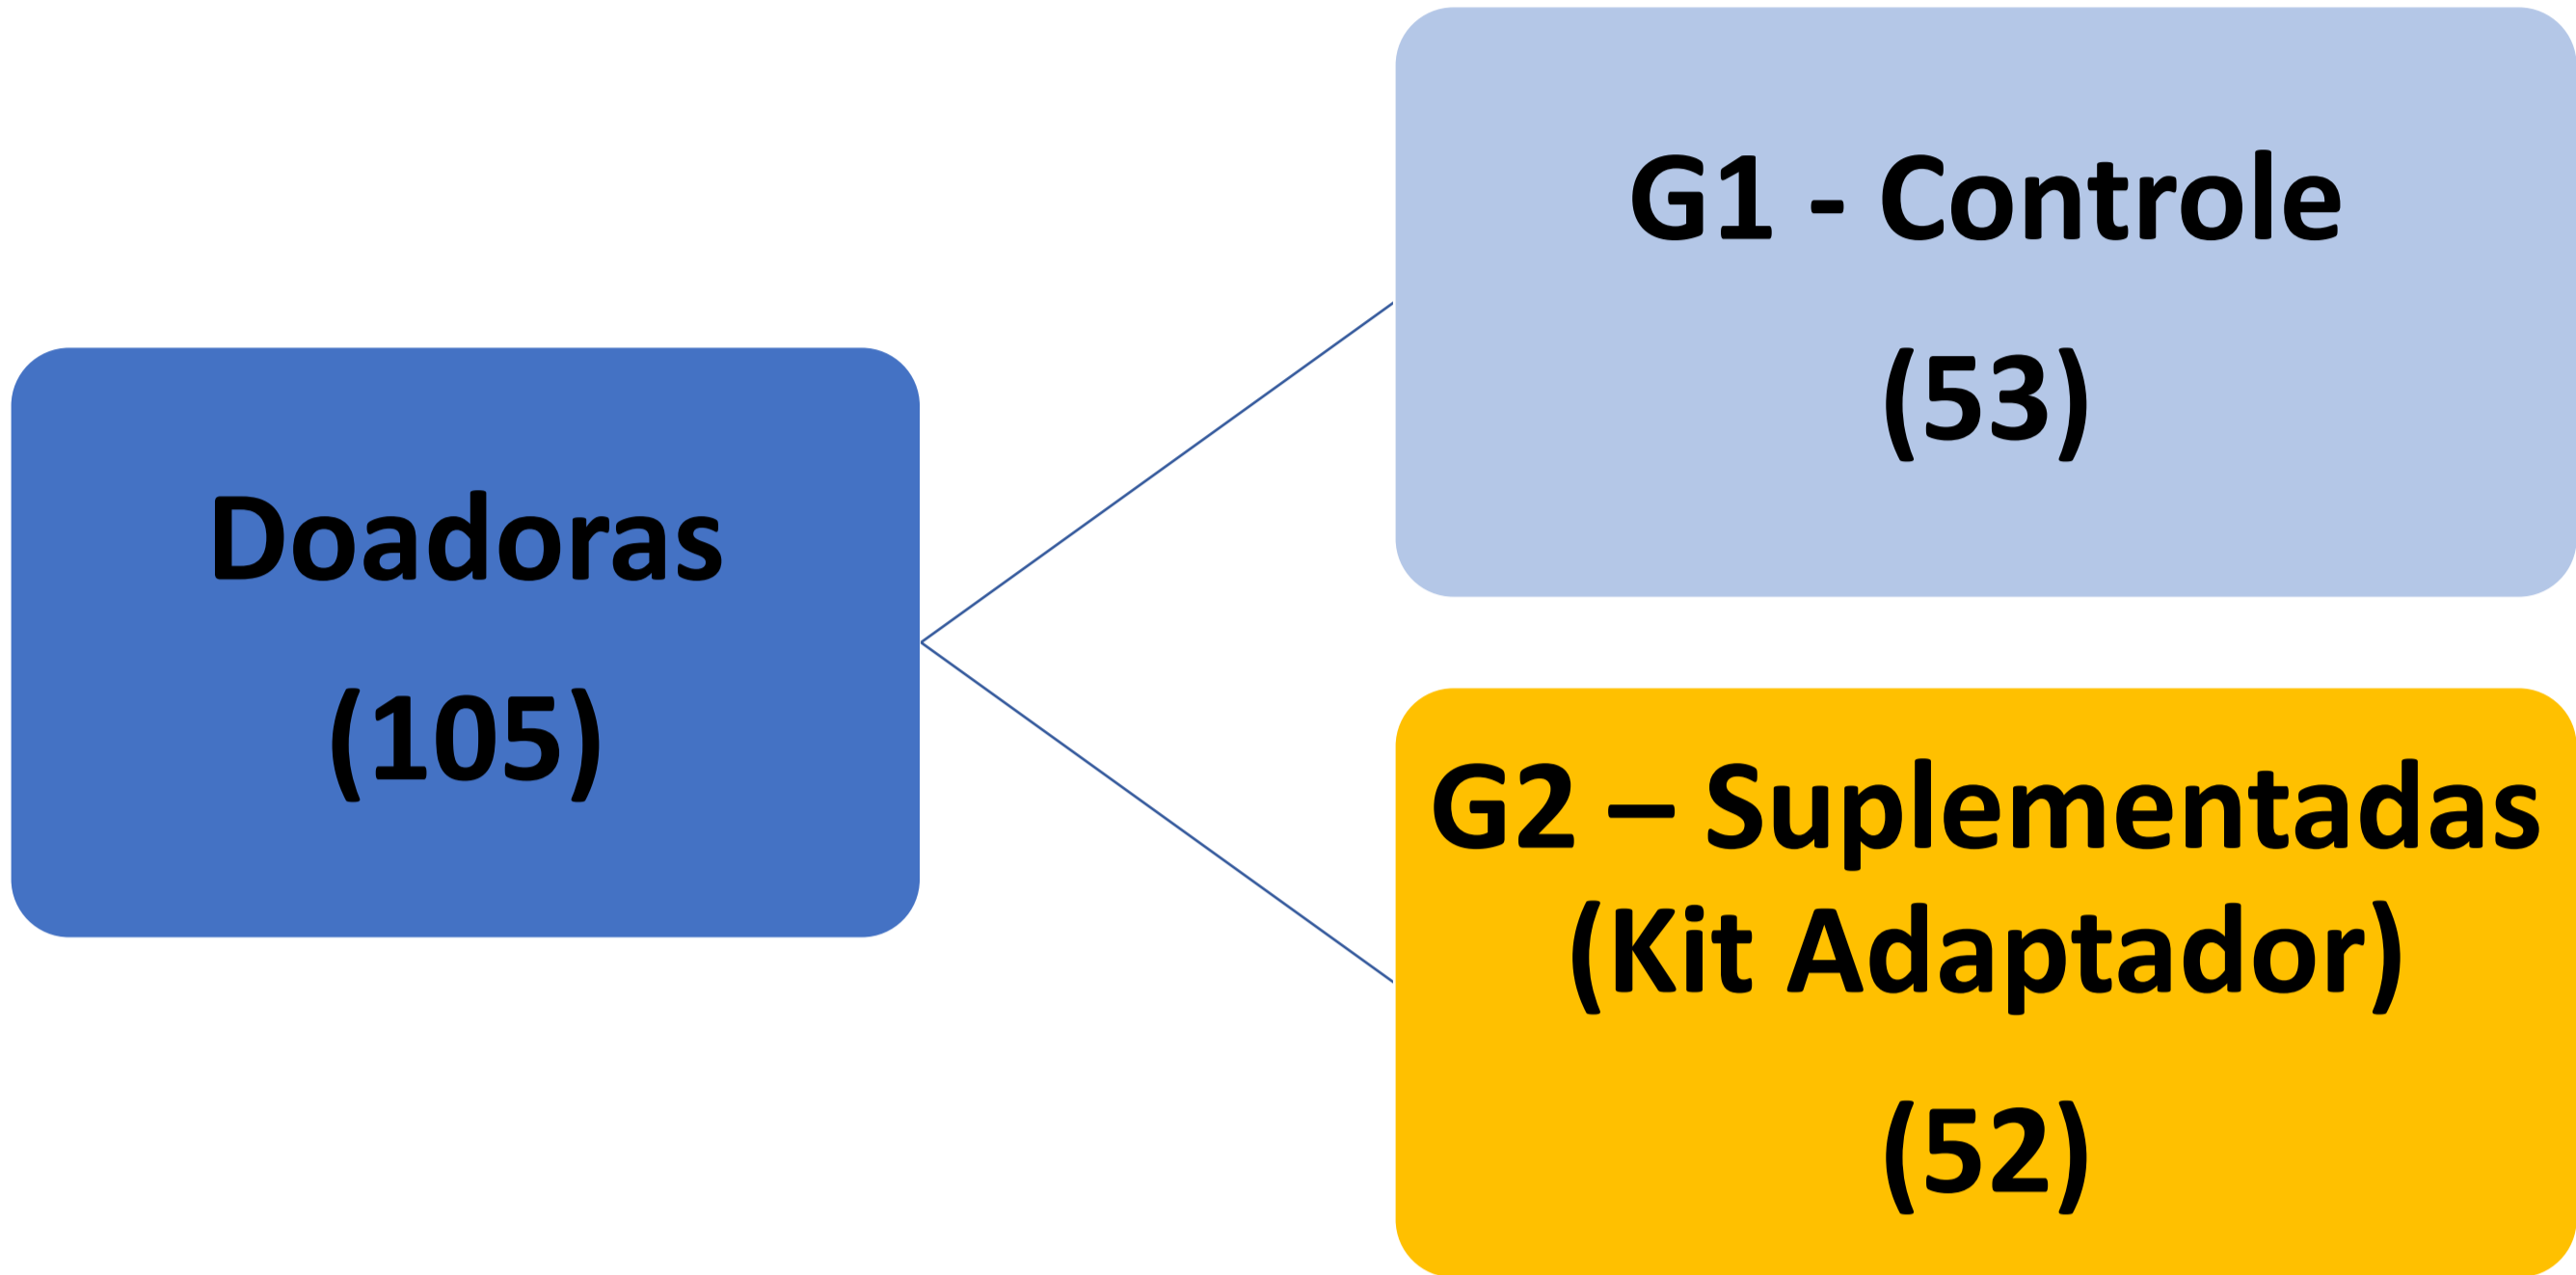 Doadoras
(105)
G1 - Controle
(53)
G2 – Suplementadas
(Kit Adaptador)
(52)